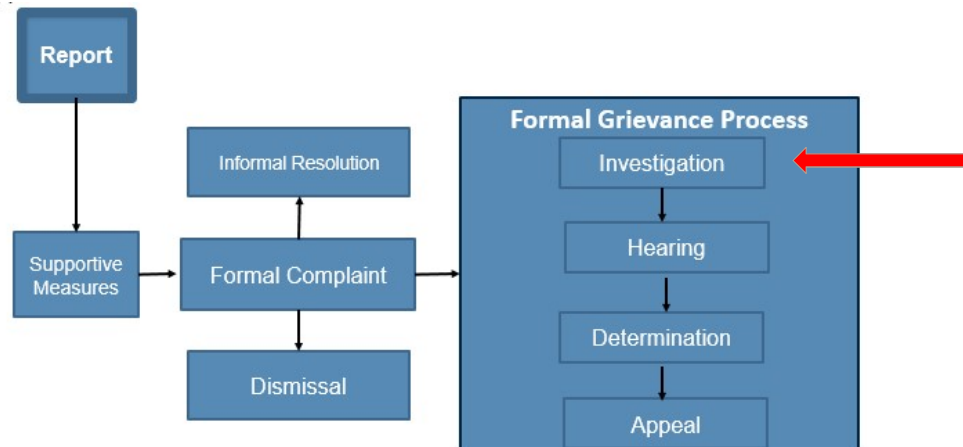 Report
Formal Grievance Process
Informal Resolution
Investigation
Supportive
Measures
Formal Complaint
Hearing
Dismissal
Determination
Appeal